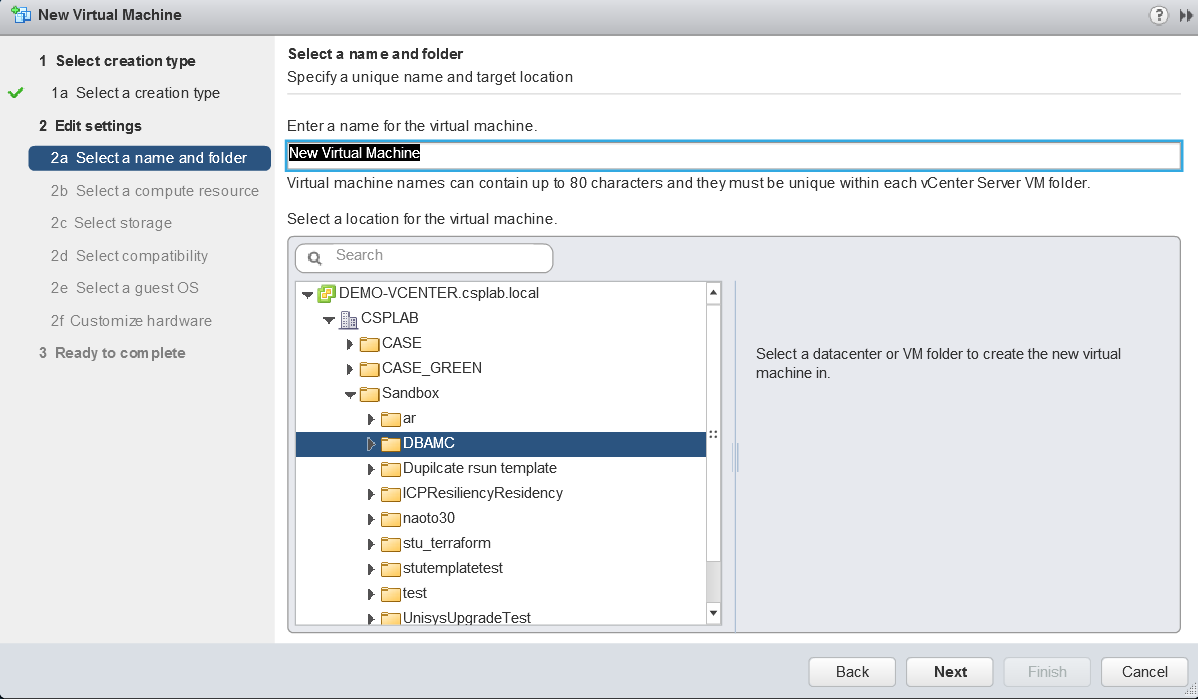 New Virtual Machine
?
1 Select creation type
1a Select a creation type
2 Edit settings
2a Select a name and folder
2b Select a compute resource
2c Select storage
2d Select compatibility
2e Select a guest OS
2f Customize hardware
3 Ready to complete
Select a name and folder
Specify a unique name and target location
Enter a name for the virtual machine.
New Virtual Machine
Virtual machine names can contain up to 80 characters and they must be unique within each vCenter Server VM folder.
Select a location for the virtual machine.
Search
DEMO-VCENTER.csplab.local
CSPLAB
CASE
CASE_GREEN
Sandbox
ar
DBAMC
Dupilcate rsun template
ICPResiliencyResidency
naoto30
stu_terraform
stutemplatetest
test
UnisysUpgradeTest
Select a datacenter or VM folder to create the new virtual
machine in.
Back
Next
Finish
Cancel